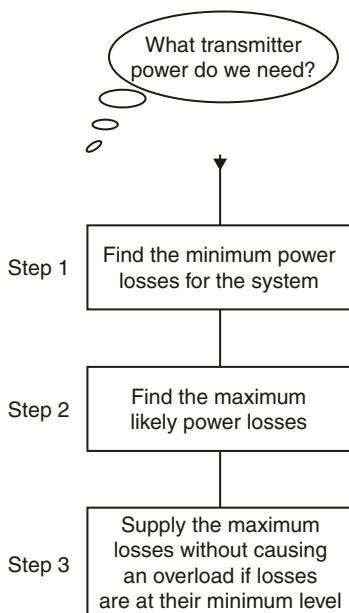 What transmitter
power do we need?
Step 1
Find the minimum power
losses for the system
Step 2
Find the maximum
likely power losses
Step 3
Supply the maximum
losses without causing
an overload if losses
are at their minimum level